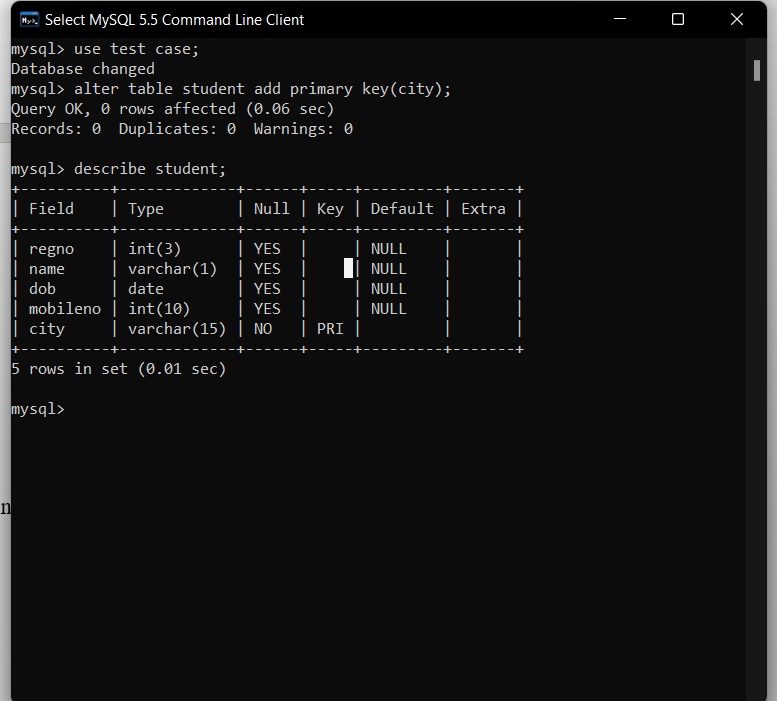 Select MySQL 5.5 Command Line Client
mysql> use test case;
Database changed
mysql> alter table student add primary key(city);
Query OK, 0 rows affected (0.06 sec)
Records: 0  Duplicates: 0  Warnings: 0
mysql> describe student;
+----------+-------------+------+-----+---------+-------+
| Field    | Type        | Null | Key | Default | Extra |
+----------+-------------+------+-----+---------+-------+
| regno    | int(3)      | YES  |     | NULL    |       |
| name     | varchar(1)  | YES  |     | NULL    |       |
| dob      | date        | YES  |     | NULL    |       |
| mobileno | int(10)     | YES  |     | NULL    |       |
| city     | varchar(15) | NO   | PRI |         |       |
+----------+-------------+------+-----+---------+-------+
5 rows in set (0.01 sec)
mysql>
n